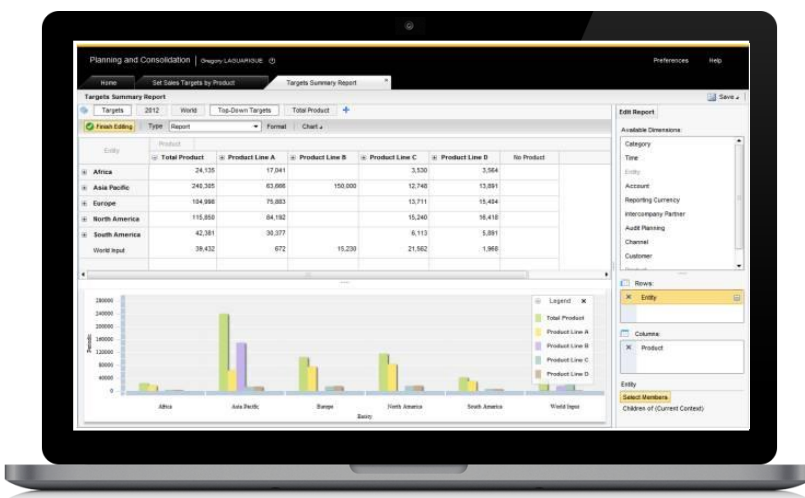 Planning and Consolidation | Gregory LAGUARIGUE
Preferences Help
Home Set Sales Targets by Product Targets Summary Report
Targets Summary Report Save
Targets 2012 World Top-Down Targets Total Product +
Finish Editing Type Report Format Chart
Edit Report
Available Dimensions:
Category
Time
Entity
Account
Reporting Currency
Intercompany Partner
Audit Planning
Channel
Customer
Rows:
Entity
Columns:
Product
Entity
Select Members
Children of (Current Context)
Entity Product
Total Product Product Line A Product Line B Product Line C Product Line D No Product
Africa 24,135 17,041 3,530 3,564
Asia Pacific 240,305 63,666 150,000 12,748 13,891
Europe 104,998 75,883 13,711 15,404
North America 115,850 84,192 15,240 16,418
South America 42,381 30,377 6,113 5,891
World Input 39,432 672 15,230 21,562 1,968
280000
240000
200000
160000
120000
80000
40000
0
Periodic
Africa Asia Pacific Europe North America South America World Input
Entity
Legend
Total Product
Product Line A
Product Line B
Product Line C
Product Line D